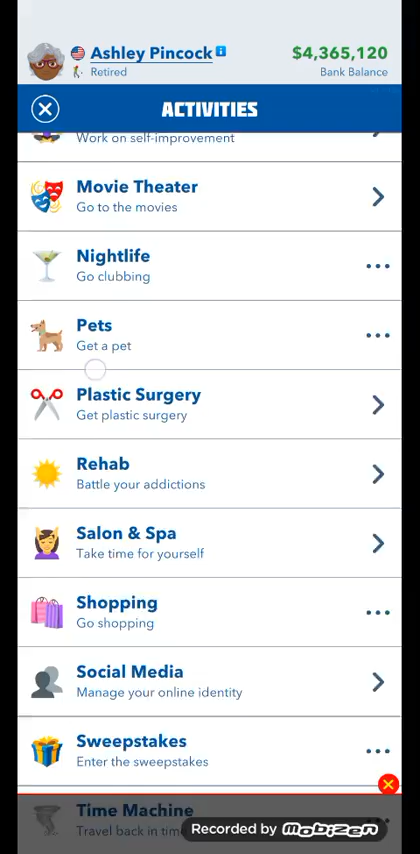 Ashley Pincock
$4,365,120
Retired
Bank Balance
ACTIVITIES
Work on self-improvement
Movie Theater
Go to the movies
Nightlife
Go clubbing
Pets
Get a pet
Plastic Surgery
Get plastic surgery
Rehab
Battle your addictions
Salon & Spa
Take time for yourself
Shopping
Go shopping
Social Media
Manage your online identity
Sweepstakes
Enter the sweepstakes
Time Machine
Travel back in time
Recorded by mobizen